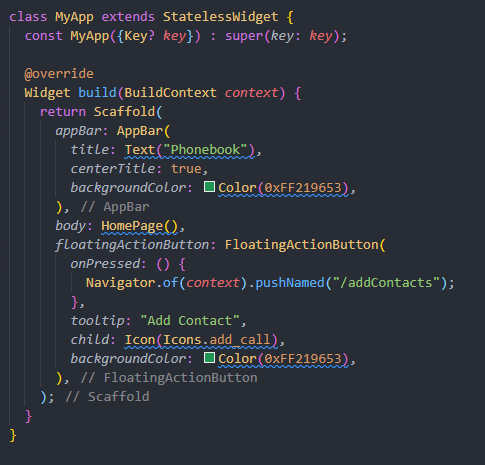 class MyApp extends StatelessWidget {
  const MyApp({Key? key}) : super(key: key);

  @override
  Widget build(BuildContext context) {
    return Scaffold(
      appBar: AppBar(
        title: Text("Phonebook"),
        centerTitle: true,
        backgroundColor: Color(0xFF219653),
      ), // AppBar
      body: HomePage(),
      floatingActionButton: FloatingActionButton(
        onPressed: () {
          Navigator.of(context).pushNamed("/addContacts");
        },
        tooltip: "Add Contact",
        child: Icon(Icons.add_call),
        backgroundColor: Color(0xFF219653),
      ), // FloatingActionButton
    ); // Scaffold
  }
}